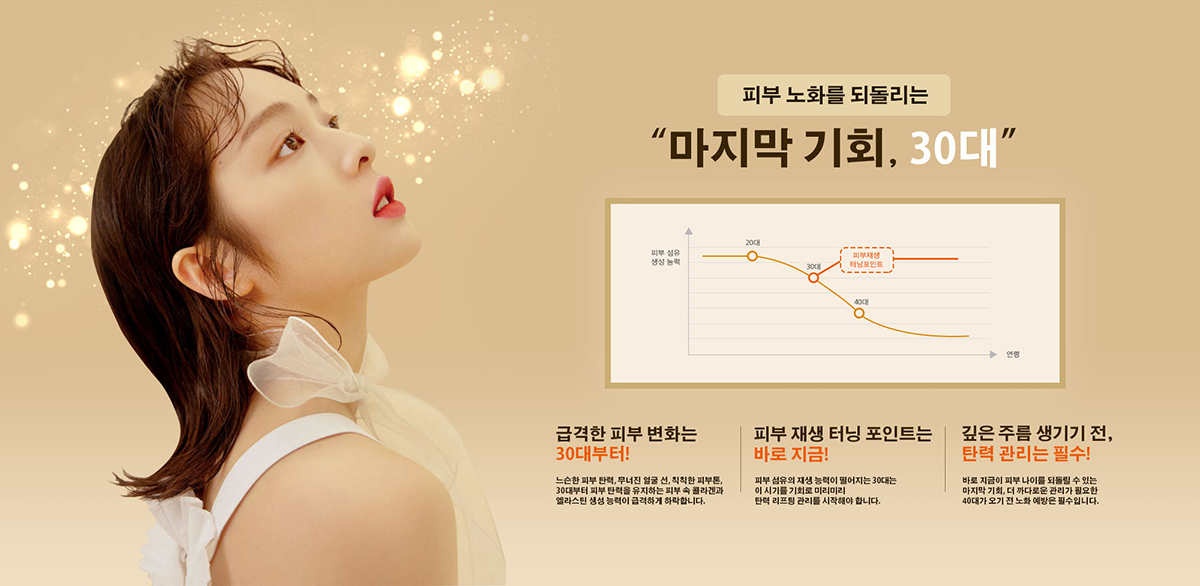 피부 노화를 되돌리는
“마지막 기회, 30대”
피부 섬유
생성 능력
20대
30대
피부재생
터닝포인트
40대
연령
급격한 피부 변화는
30대부터!
느슨한 피부 탄력, 무너진 얼굴 선, 칙칙한 피부톤,
30대부터 피부 탄력을 유지하는 피부 속 콜라겐과
엘라스틴 생성 능력이 급격하게 하락합니다.
피부 재생 터닝 포인트는
바로 지금!
피부 섬유의 재생 능력이 떨어지는 30대는
이 시기를 기회로 미리미리
탄력 리프팅 관리를 시작해야 합니다.
깊은 주름 생기기 전,
탄력 관리는 필수!
바로 지금이 피부 나이를 되돌릴 수 있는
마지막 기회, 더 까다로운 관리가 필요한
40대가 오기 전 노화 예방은 필수입니다.